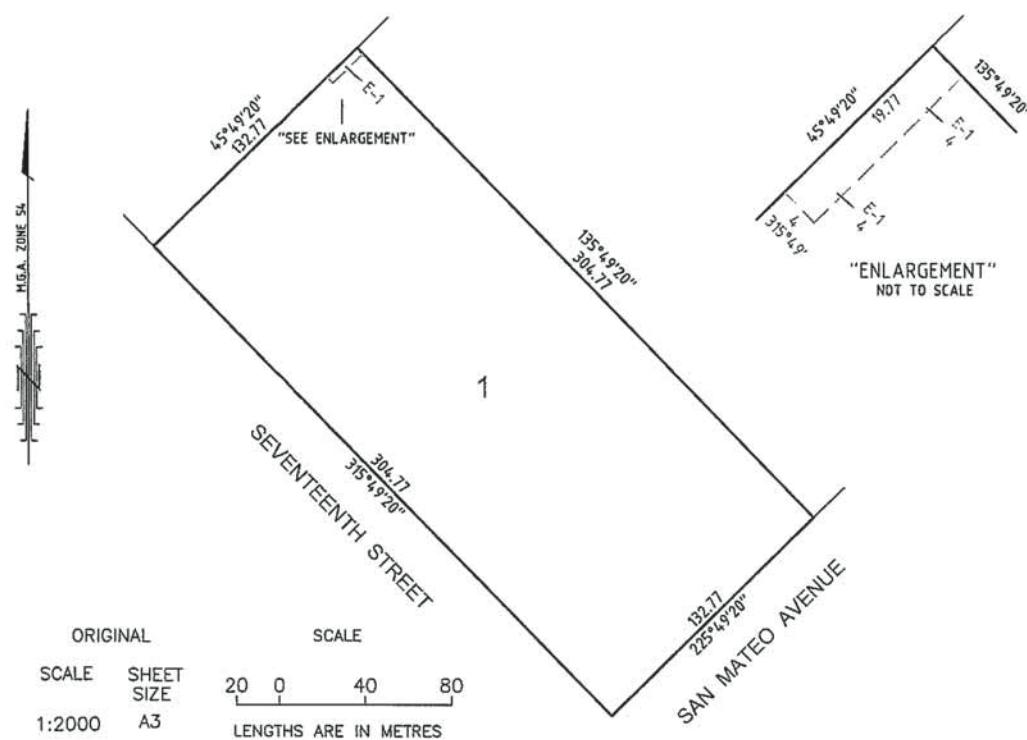 45°49'20"
132.77
E-1
"SEE ENLARGEMENT"
M.G.A. ZONE 54
135°49'20"
304.77
1
304.77
315°49'20"
SEVENTEENTH STREET
132.77
225°49'20"
SAN MATEO AVENUE
45°49'20"
19.77
135°49'20"
E-1
4
E-1
4
4
315°49'
"ENLARGEMENT"
NOT TO SCALE
ORIGINAL
SCALE
SHEET
SIZE
1:2000
A3
SCALE
20 0 40 80
LENGTHS ARE IN METRES